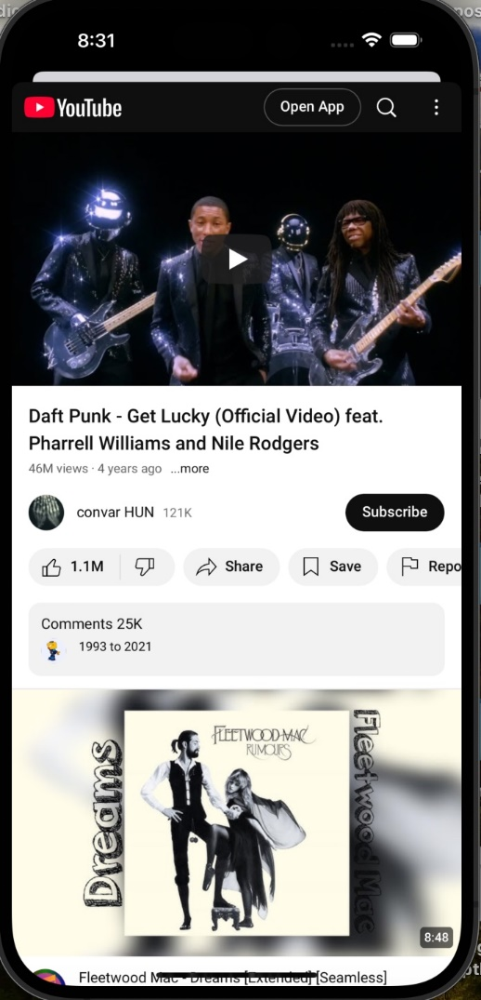 8:31
YouTube
Open App
Daft Punk - Get Lucky (Official Video) feat.
Pharrell Williams and Nile Rodgers
46M views · 4 years ago ...more
convar HUN 121K
Subscribe
1.1M
Share
Save
Repo
Comments 25K
1993 to 2021
Dreams
FLEETWOOD MAC
RUMOURS
Fleetwood Mac
8:48
Fleetwood Mac - Dreams [Extended] [Seamless]